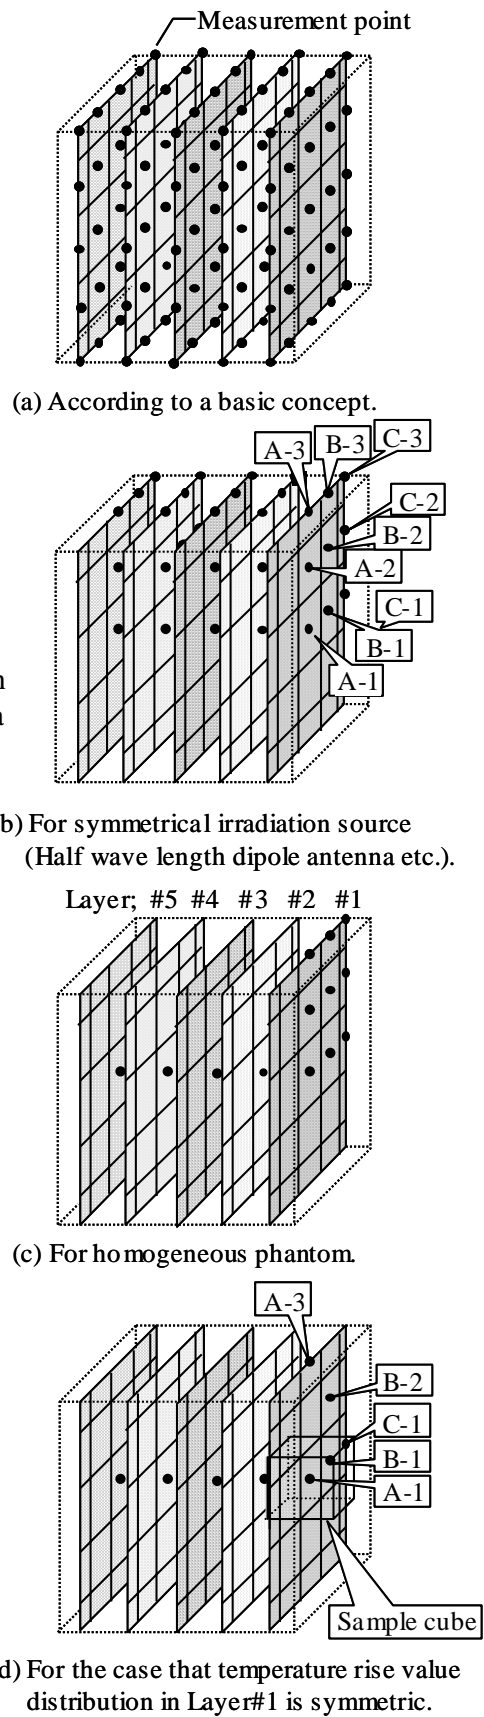 Measurement point
(a) According to a basic concept.
A-3 B-3 C-3
C-2
B-2
A-2
C-1
B-1
A-1
n
a
b) For symmetrical irradiation source
(Half wave length dipole antenna etc.).
Layer; #5 #4 #3 #2 #1
(c) For homogeneous phantom.
A-3
B-2
C-1
B-1
A-1
Sample cube
d) For the case that temperature rise value
distribution in Layer#1 is symmetric.